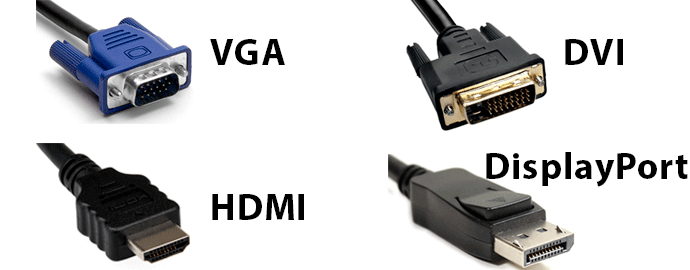 VGA
DVI
HDMI
DisplayPort